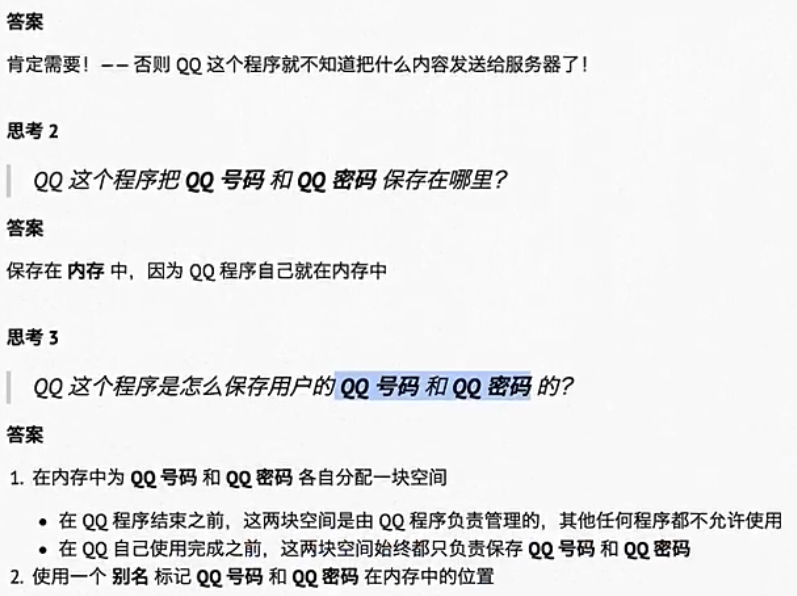 答案
肯定需要！—— 否则 QQ 这个程序就不知道把什么内容发送给服务器了！
思考 2
QQ 这个程序把 QQ 号码 和 QQ 密码 保存在哪里？
答案
保存在 内存 中，因为 QQ 程序自己就在内存中
思考 3
QQ 这个程序是怎么保存用户的 QQ 号码 和 QQ 密码 的？
答案
1. 在内存中为 QQ 号码 和 QQ 密码 各自分配一块空间
• 在 QQ 程序结束之前，这两块空间是由 QQ 程序负责管理的，其他任何程序都不允许使用
• 在 QQ 自己使用完成之前，这两块空间始终都只负责保存 QQ 号码 和 QQ 密码
2. 使用一个 别名 标记 QQ 号码 和 QQ 密码 在内存中的位置